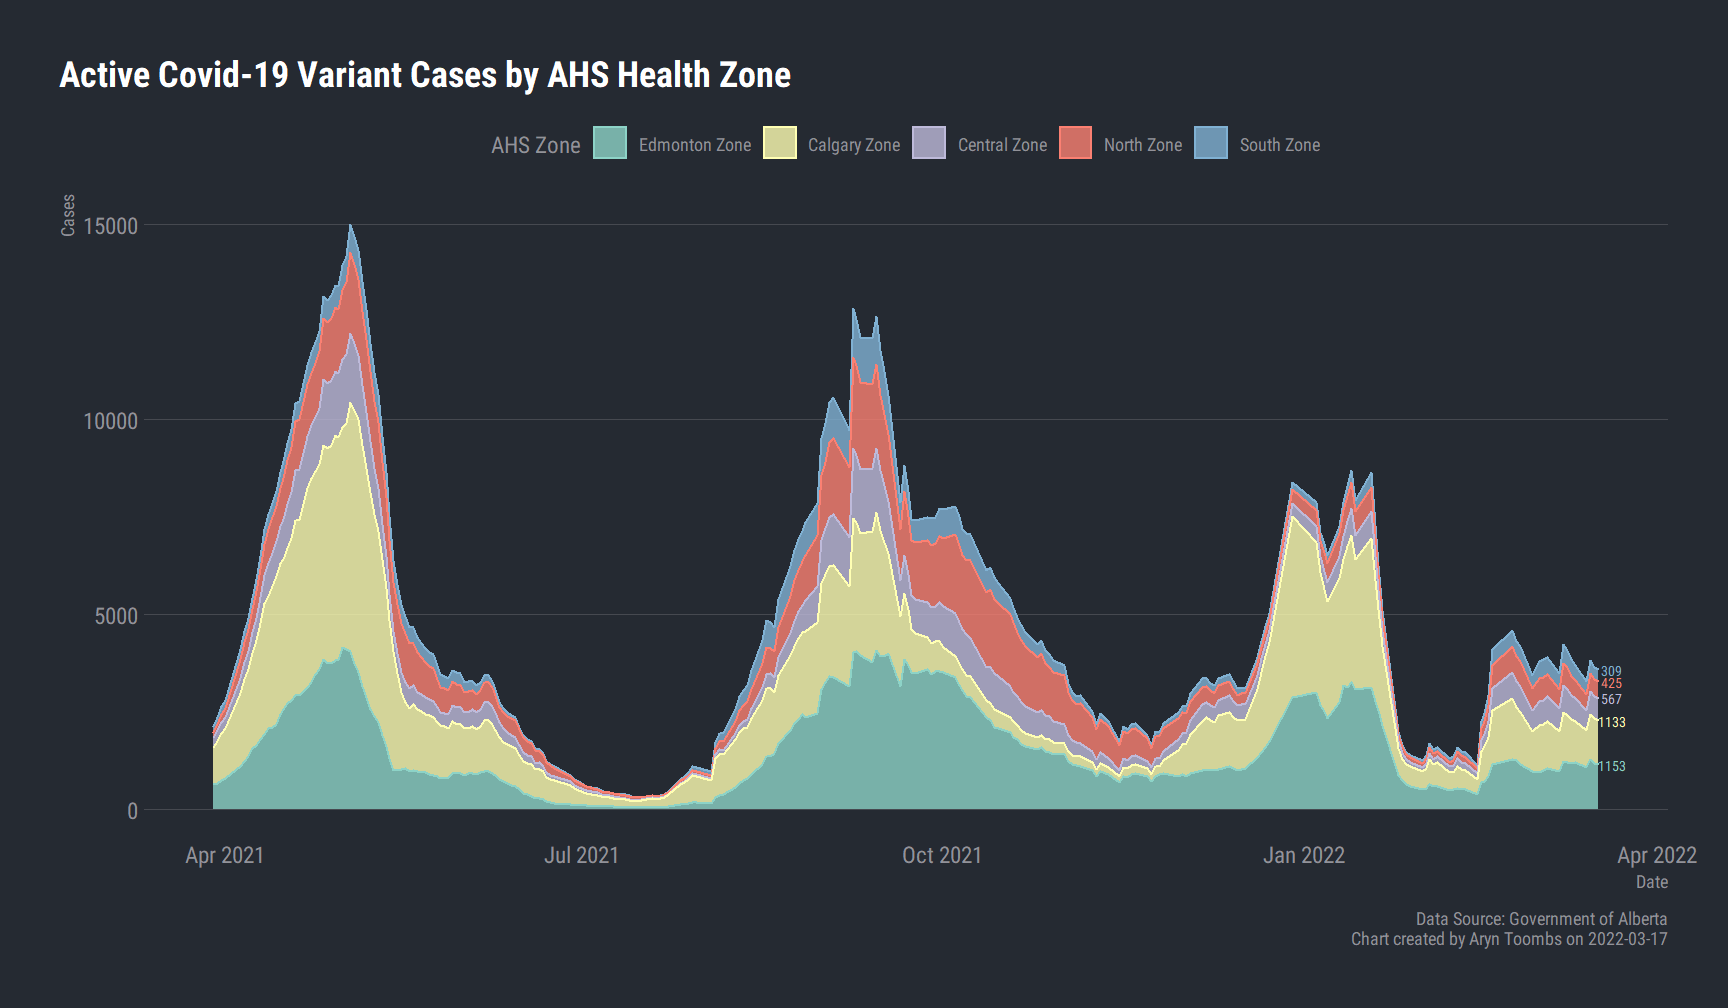 Active Covid-19 Variant Cases by AHS Health Zone
AHS Zone Edmonton Zone Calgary Zone Central Zone North Zone South Zone
Cases
15000
10000
5000
0
309
425
567
1133
1153
Apr 2021 Jul 2021 Oct 2021 Jan 2022 Apr 2022
Date
Data Source: Government of Alberta
Chart created by Aryn Toombs on 2022-03-17